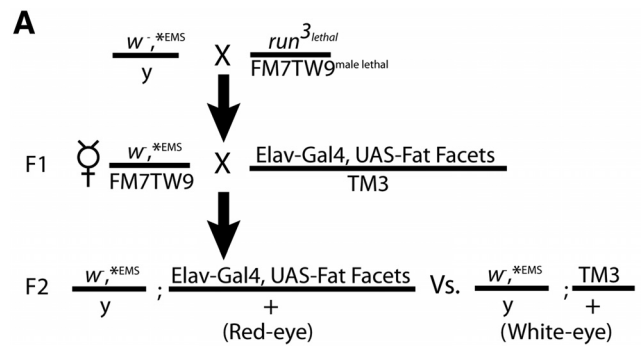 A
w-,*EMS X run3lethal
y FM7TW9male lethal
F1 ☿ w-,*EMS X Elav-Gal4, UAS-Fat Facets
FM7TW9 TM3
F2 w-,*EMS ; Elav-Gal4, UAS-Fat Facets Vs. w-,*EMS ; TM3
y + y +
(Red-eye) (White-eye)